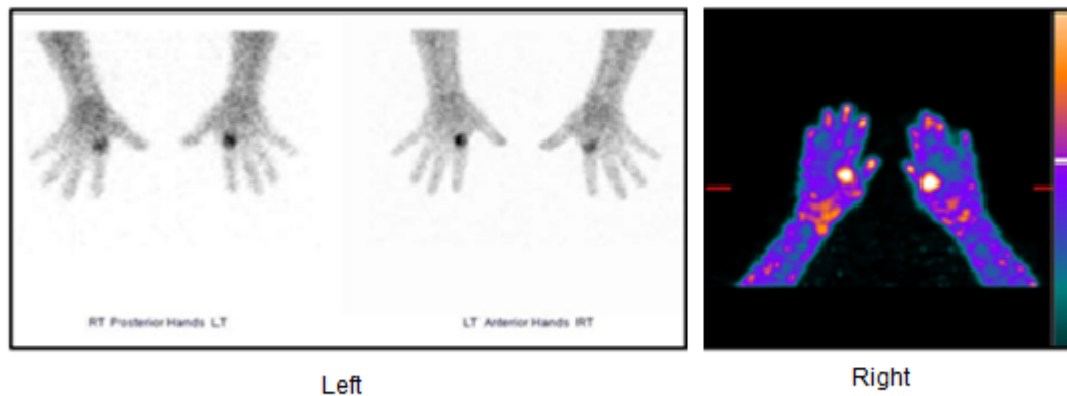 RT Posterior Hands LT
LT Anterior Hands RT
Left
Right